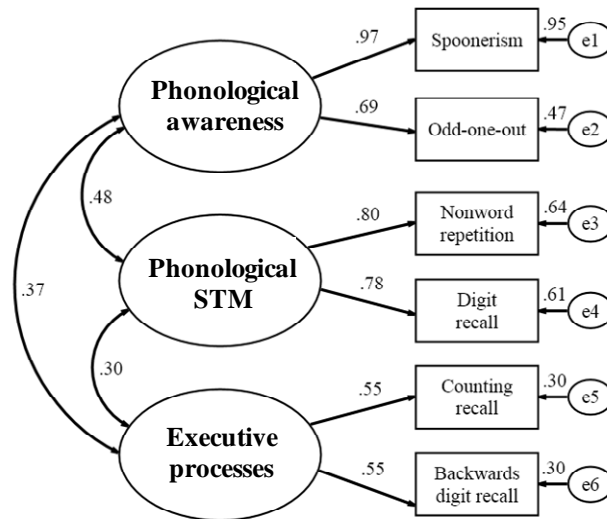 .97
Spoonerism
.95
e1
Phonological
awareness
.69
Odd-one-out
.47
e2
.48
.80
Nonword
repetition
.64
e3
Phonological
STM
.37
.78
Digit
recall
.61
e4
.30
.55
Counting
recall
.30
e5
Executive
processes
.55
Backwards
digit recall
.30
e6